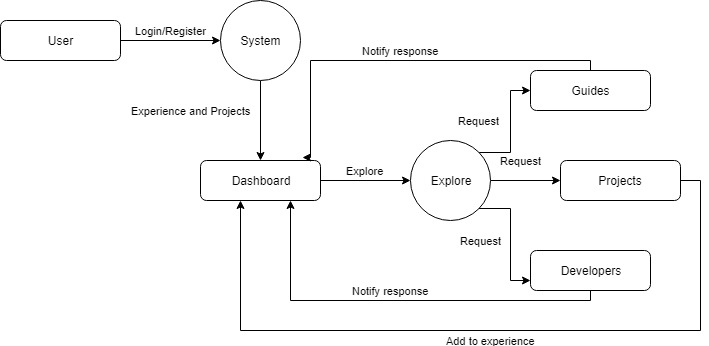 Login/Register
User
System
Notify response
Guides
Experience and Projects
Request
Request
Explore
Dashboard
Explore
Projects
Request
Developers
Notify response
Add to experience